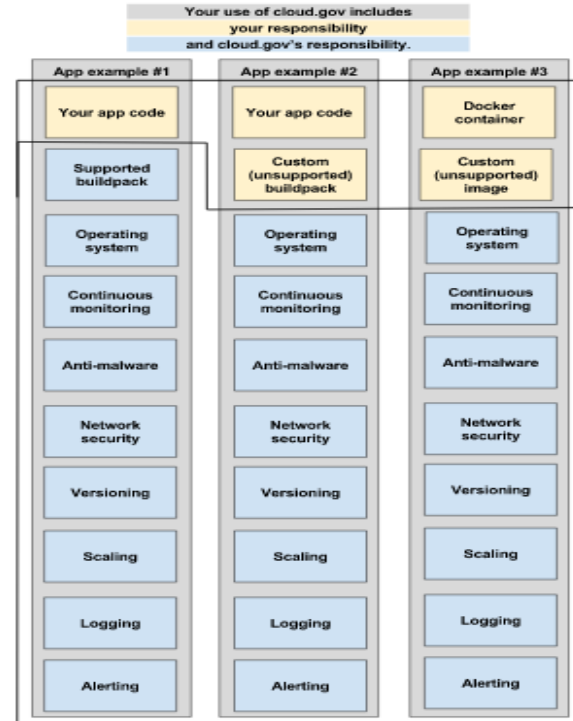 Your use of cloud.gov includes
your responsibility
and cloud.gov's responsibility.
App example #1
Your app code
Supported
buildpack
Operating
system
Continuous
monitoring
Anti-malware
Network
security
Versioning
Scaling
Logging
Alerting
App example #2
Your app code
Custom
(unsupported)
buildpack
Operating
system
Continuous
monitoring
Anti-malware
Network
security
Versioning
Scaling
Logging
Alerting
App example #3
Docker
container
Custom
(unsupported)
image
Operating
system
Continuous
monitoring
Anti-malware
Network
security
Versioning
Scaling
Logging
Alerting